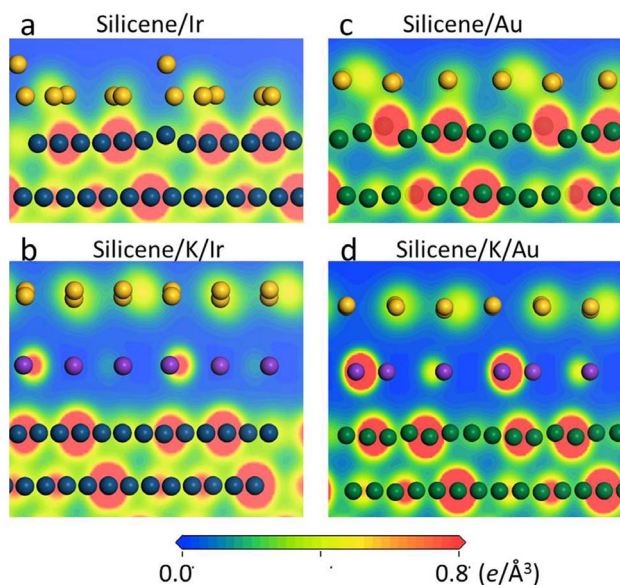 a Silicene/Ir
c Silicene/Au
b Silicene/K/Ir
d Silicene/K/Au
0.0 0.8 (e/Å³)